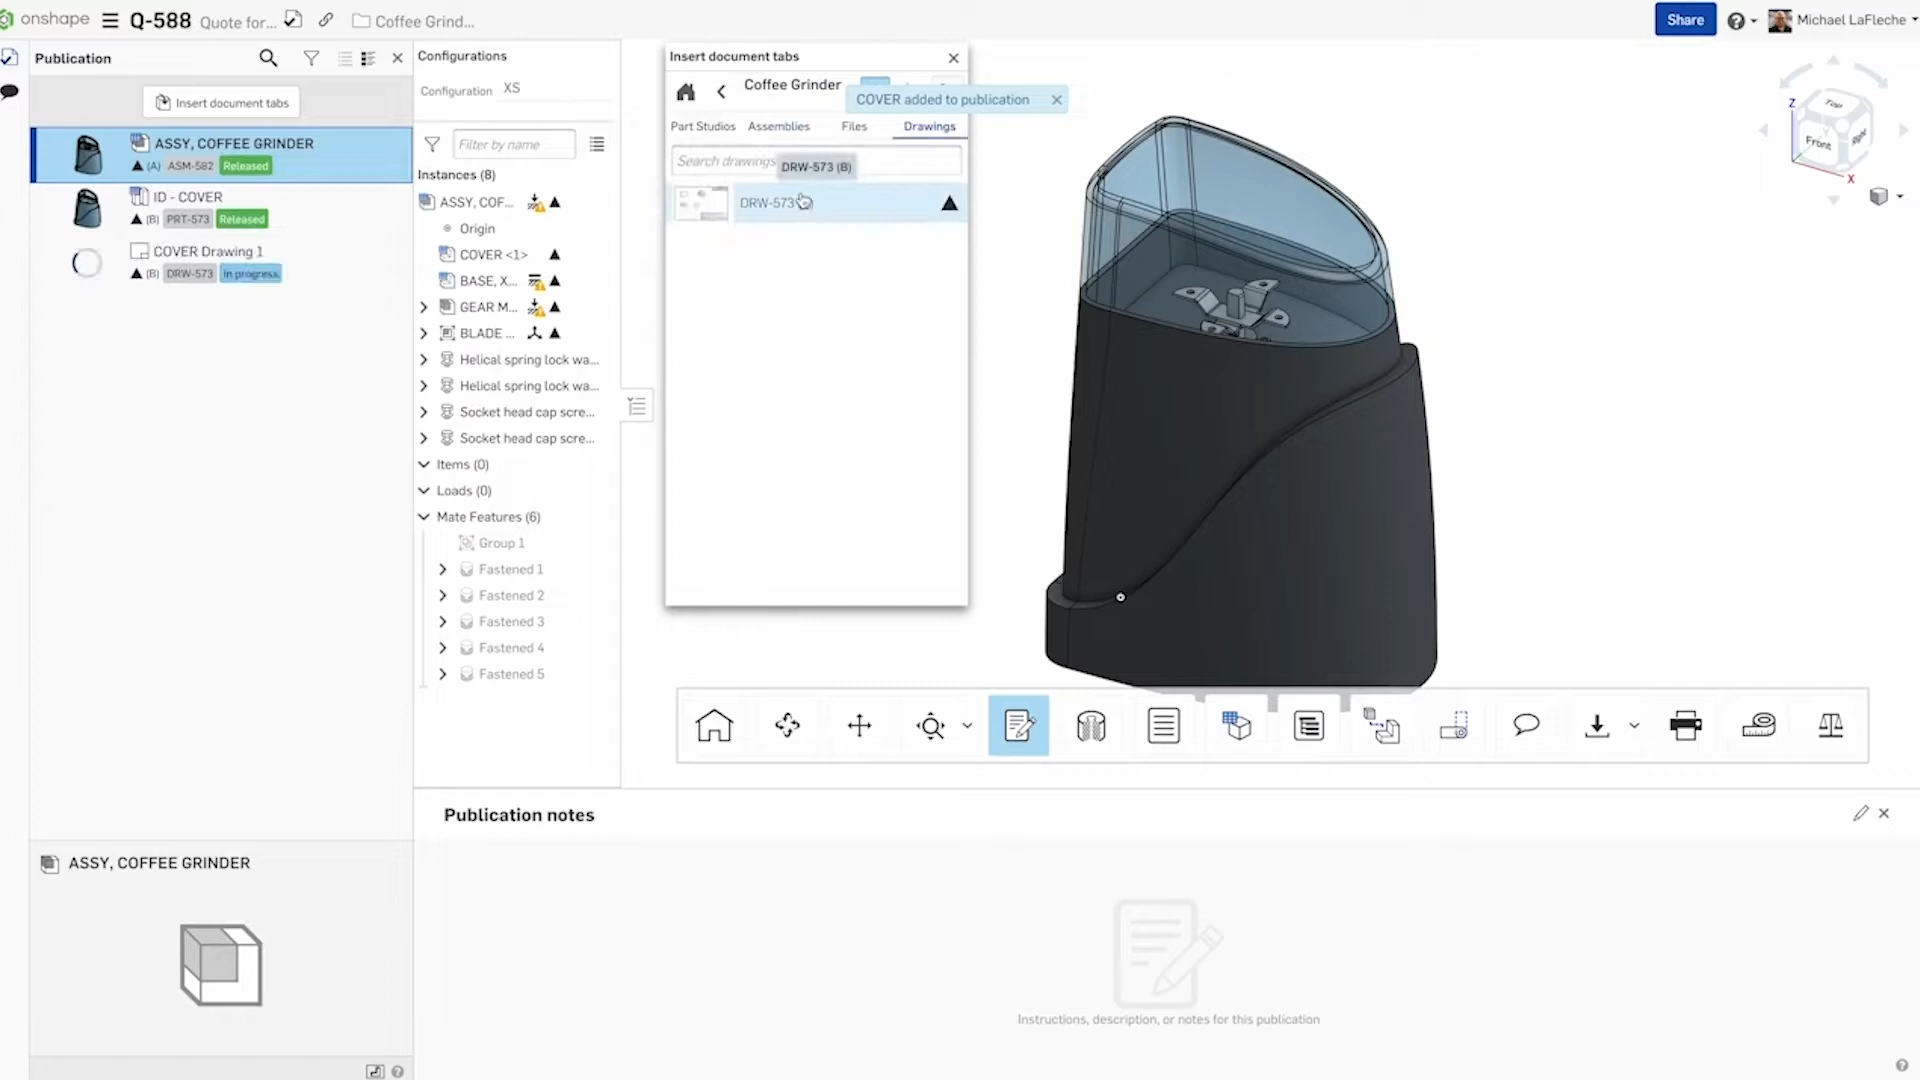 onshape
Q-588 Quote for...
Coffee Grind...
Share
Michael LaFleche
Publication
Insert document tabs
ASSY, COFFEE GRINDER
(A) ASM-582 Released
ID - COVER
(B) PRT-573 Released
COVER Drawing 1
(B) DRW-573 In progress
ASSY, COFFEE GRINDER
Configurations
Configuration XS
Filter by name
Instances (8)
ASSY, COF...
Origin
COVER <1>
BASE, X...
GEAR M...
BLADE ...
Helical spring lock wa...
Helical spring lock wa...
Socket head cap scre...
Socket head cap scre...
Items (0)
Loads (0)
Mate Features (6)
Group 1
Fastened 1
Fastened 2
Fastened 3
Fastened 4
Fastened 5
Insert document tabs
Coffee Grinder
COVER added to publication
Part Studios Assemblies Files Drawings
Search drawings
DRW-573 (B)
DRW-573
Z
Top
Front
Right
Y
X
Publication notes
Instructions, description, or notes for this publication